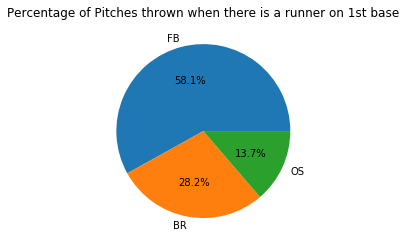 Percentage of Pitches thrown when there is a runner on 1st base
FB
58.1%
13.7%
OS
28.2%
BR